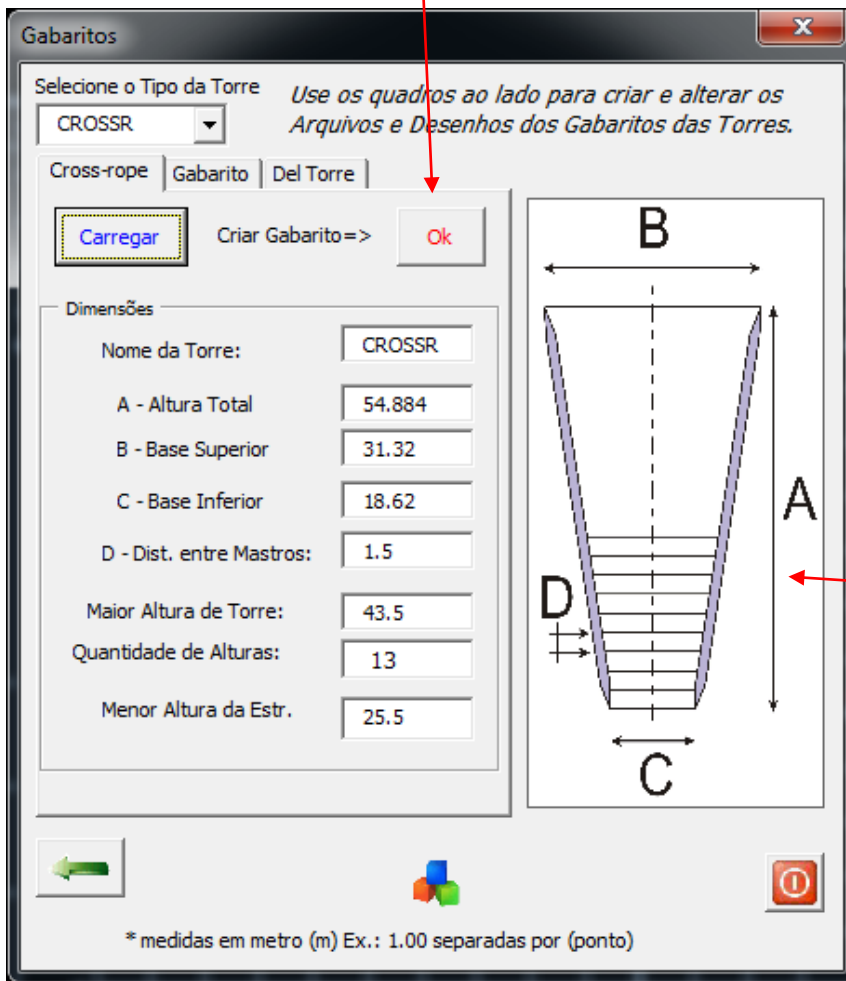 Gabaritos
Selecione o Tipo da Torre
CROSSR
Use os quadros ao lado para criar e alterar os
Arquivos e Desenhos dos Gabaritos das Torres.
Cross-rope
Gabarito
Del Torre
Carregar
Criar Gabarito=>
Ok
Dimensões
Nome da Torre:
CROSSR
A - Altura Total
54.884
B - Base Superior
31.32
C - Base Inferior
18.62
D - Dist. entre Mastros:
1.5
Maior Altura de Torre:
43.5
Quantidade de Alturas:
13
Menor Altura da Estr.
25.5
B
A
D
C
* medidas em metro (m) Ex.: 1.00 separadas por (ponto)